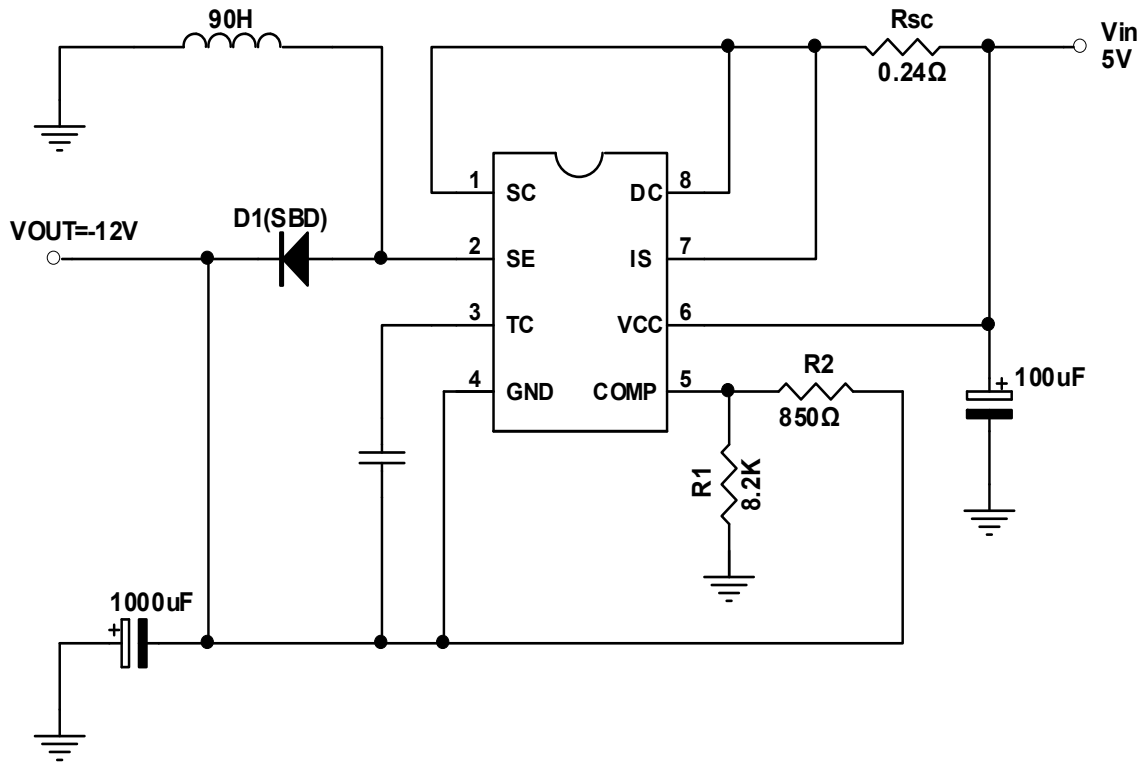 90H
Rsc
0.24Ω
Vin
5V
1
SC
DC
8
VOUT=-12V
D1(SBD)
2
SE
IS
7
3
TC
VCC
6
4
GND
COMP
5
R2
850Ω
+
100uF
R1
8.2K
1000uF
+